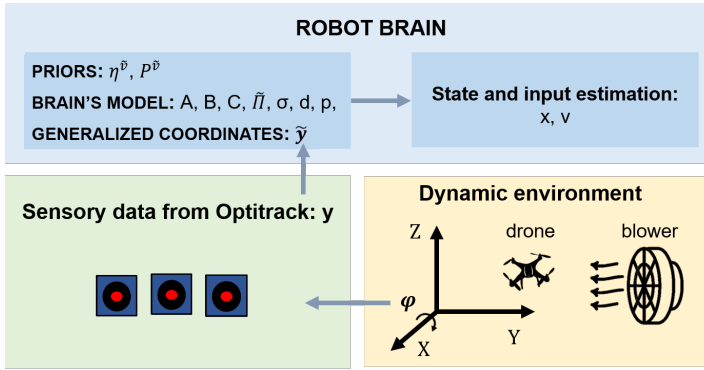 ROBOT BRAIN
PRIORS: η^ṽ, P^ṽ
BRAIN'S MODEL: A, B, C, Π̃, σ, d, p,
GENERALIZED COORDINATES: ỹ
State and input estimation:
x, v
Sensory data from Optitrack: y
Dynamic environment
drone
blower
Z
φ
X
Y